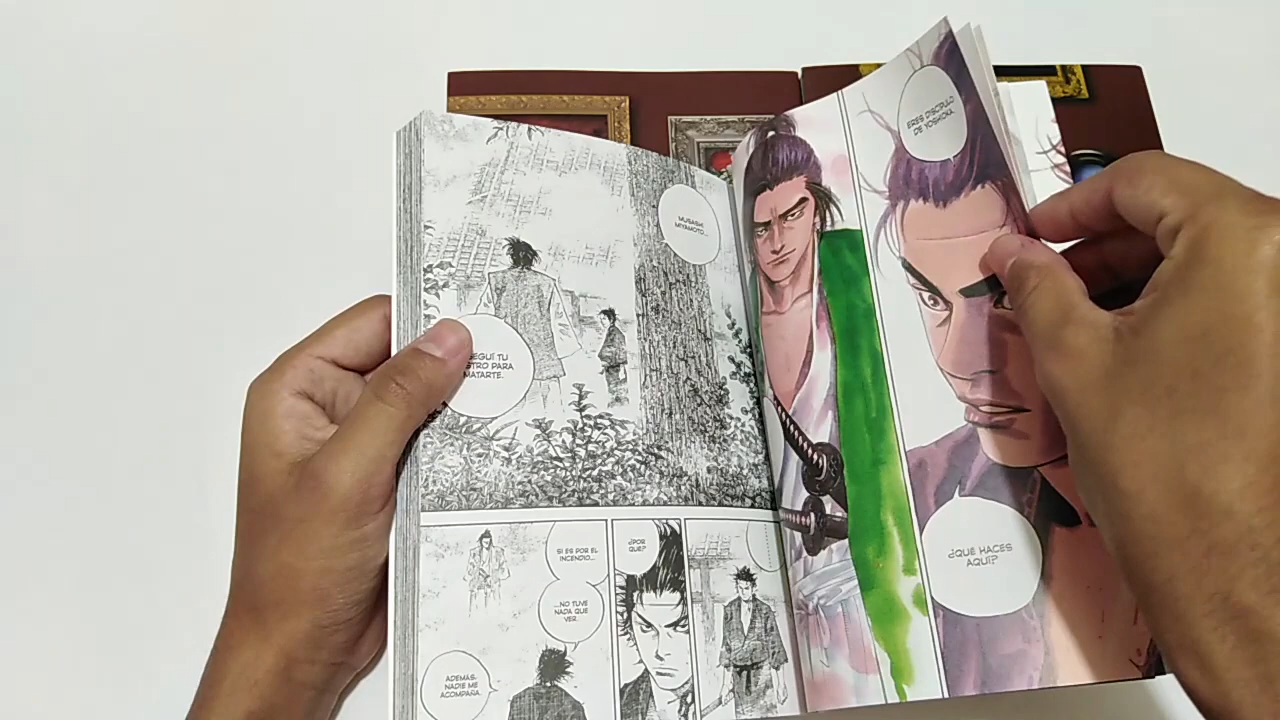 ERES DISCÍPULO
DE YOSHIOKA.
¿QUÉ HACES
AQUÍ?
MUSASHI
MIYAMOTO...
SEGUÍ TU
PARA
MATARTE.
SI ES POR EL
INCENDIO...
...NO TUVE
NADA QUE
VER.
¿POR
QUÉ?
ADEMÁS,
NADIE ME
ACOMPAÑA.